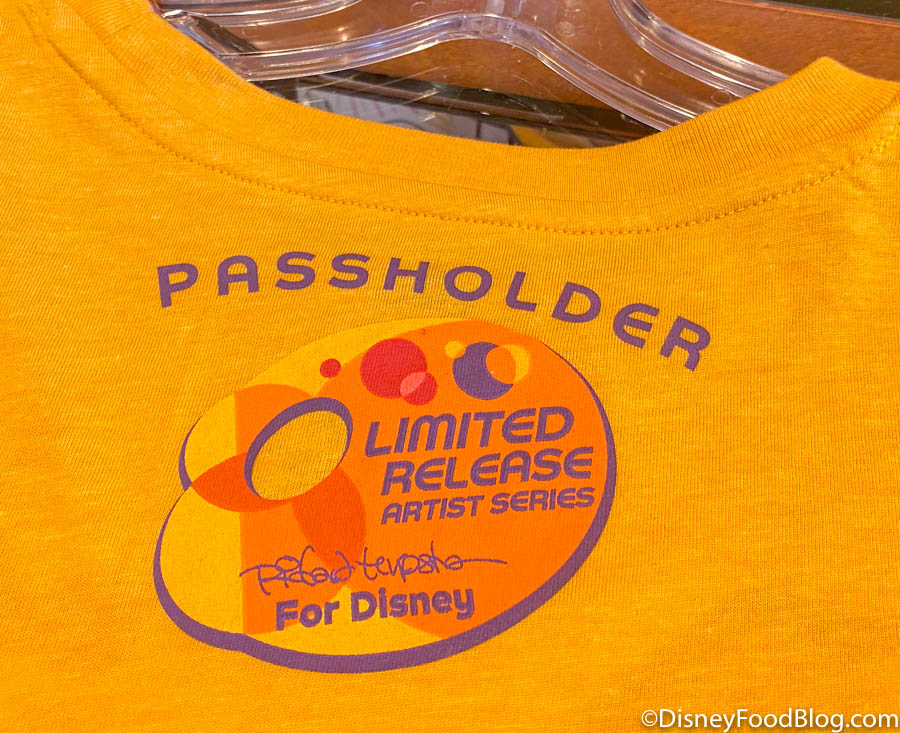 PASSHOLDER
LIMITED
RELEASE
ARTIST SERIES
For Disney
©DisneyFoodBlog.com